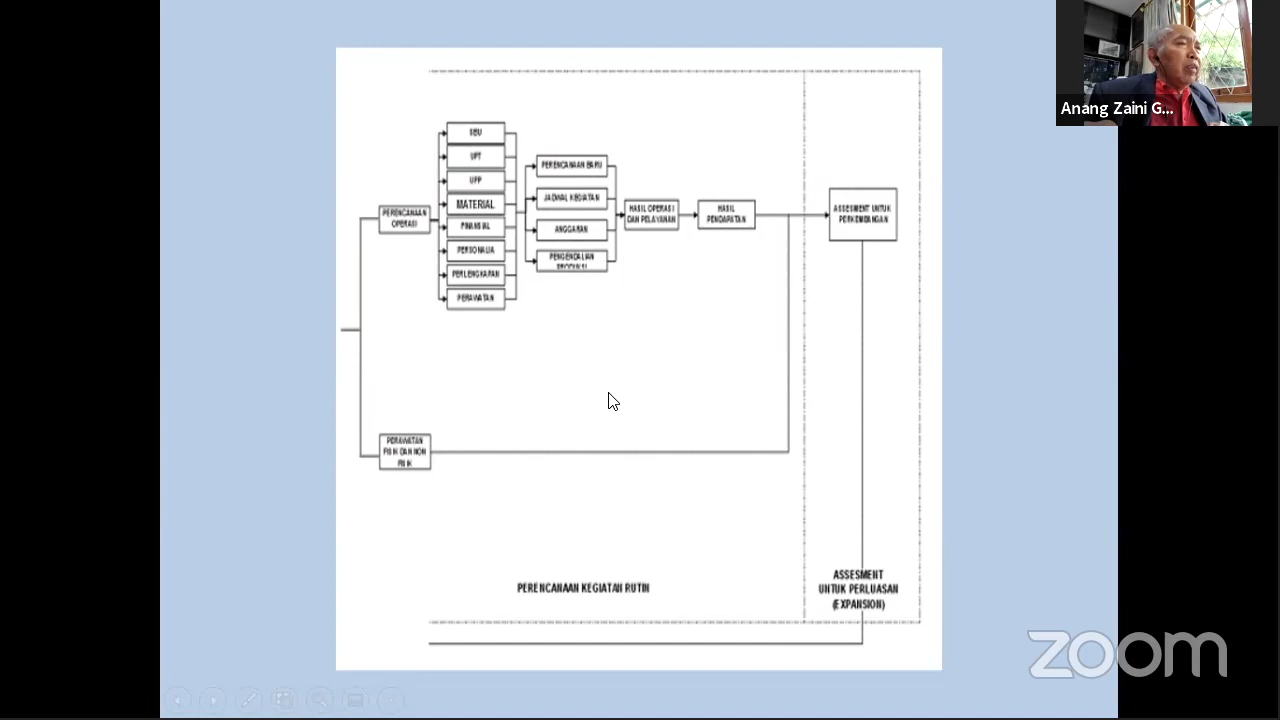 Anang Zaini G...
SBU
UPT
UPP
MATERIAL
FINANSIAL
PERSONALIA
PERLENGKAPAN
PERAWATAN
PERENCANAAN
OPERASI
PERENCANAAN BARU
JADWAL KEGIATAN
ANGGARAN
PENGENDALIAN
PRODUKSI
HASIL OPERASI
DAN PELAYANAN
HASIL
PENDAPATAN
ASSESMENT UNTUK
PERKEMBANGAN
PERAWATAN
FISIK DAN NON
FISIK
PERENCANAAN KEGIATAN RUTIN
ASSESMENT
UNTUK PERLUASAN
(EXPANSION)
zoom